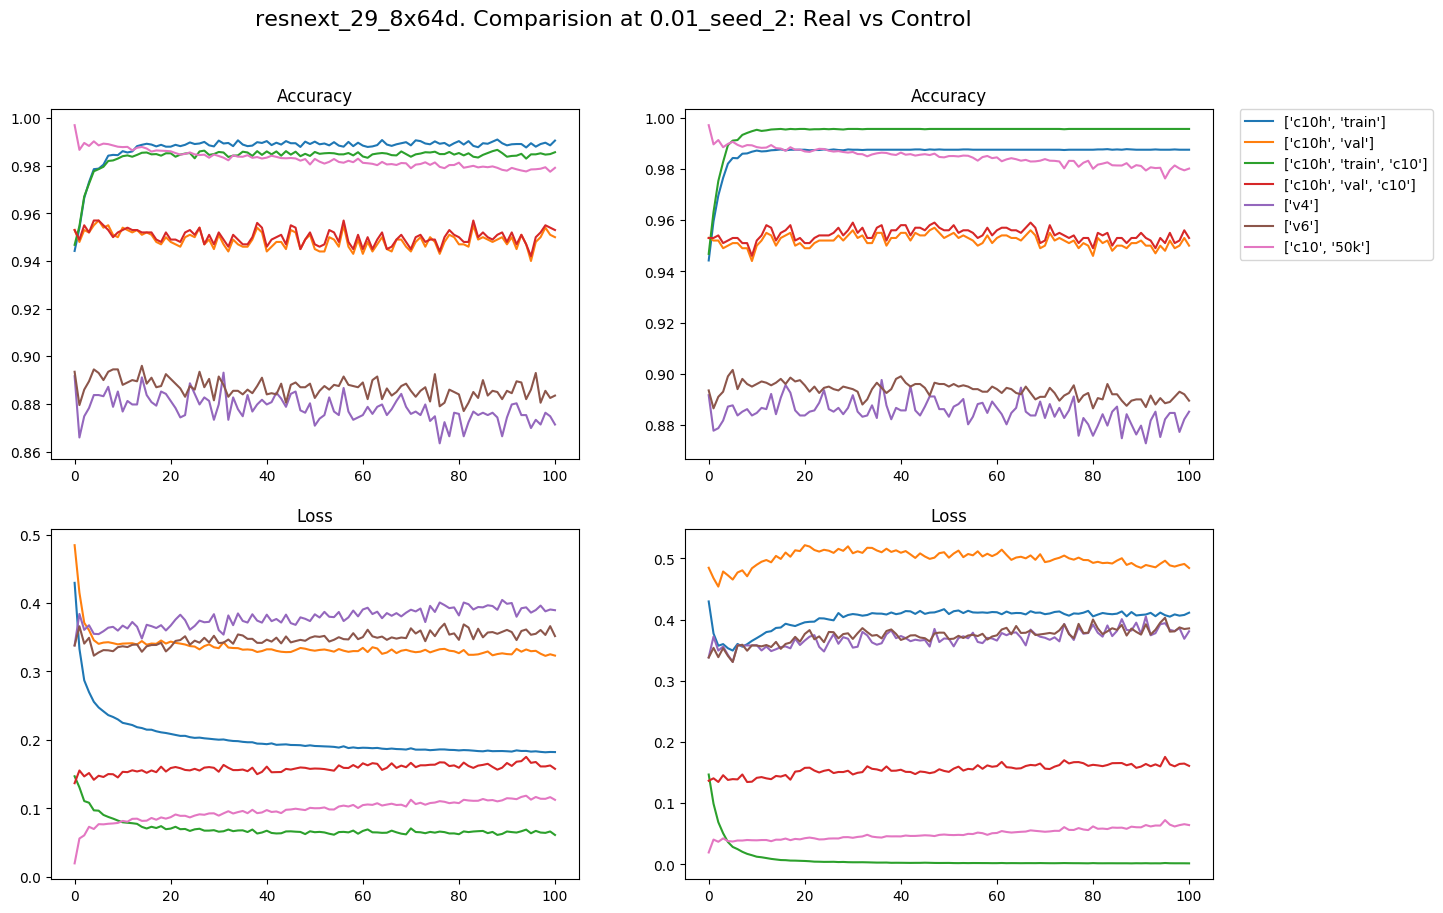 resnext_29_8x64d. Comparision at 0.01_seed_2: Real vs Control
Accuracy
1.00
0.98
0.96
0.94
0.92
0.90
0.88
0.86
0 20 40 60 80 100
Accuracy
1.00
0.98
0.96
0.94
0.92
0.90
0.88
0 20 40 60 80 100
['c10h', 'train']
['c10h', 'val']
['c10h', 'train', 'c10']
['c10h', 'val', 'c10']
['v4']
['v6']
['c10', '50k']
Loss
0.5
0.4
0.3
0.2
0.1
0.0
0 20 40 60 80 100
Loss
0.5
0.4
0.3
0.2
0.1
0.0
0 20 40 60 80 100